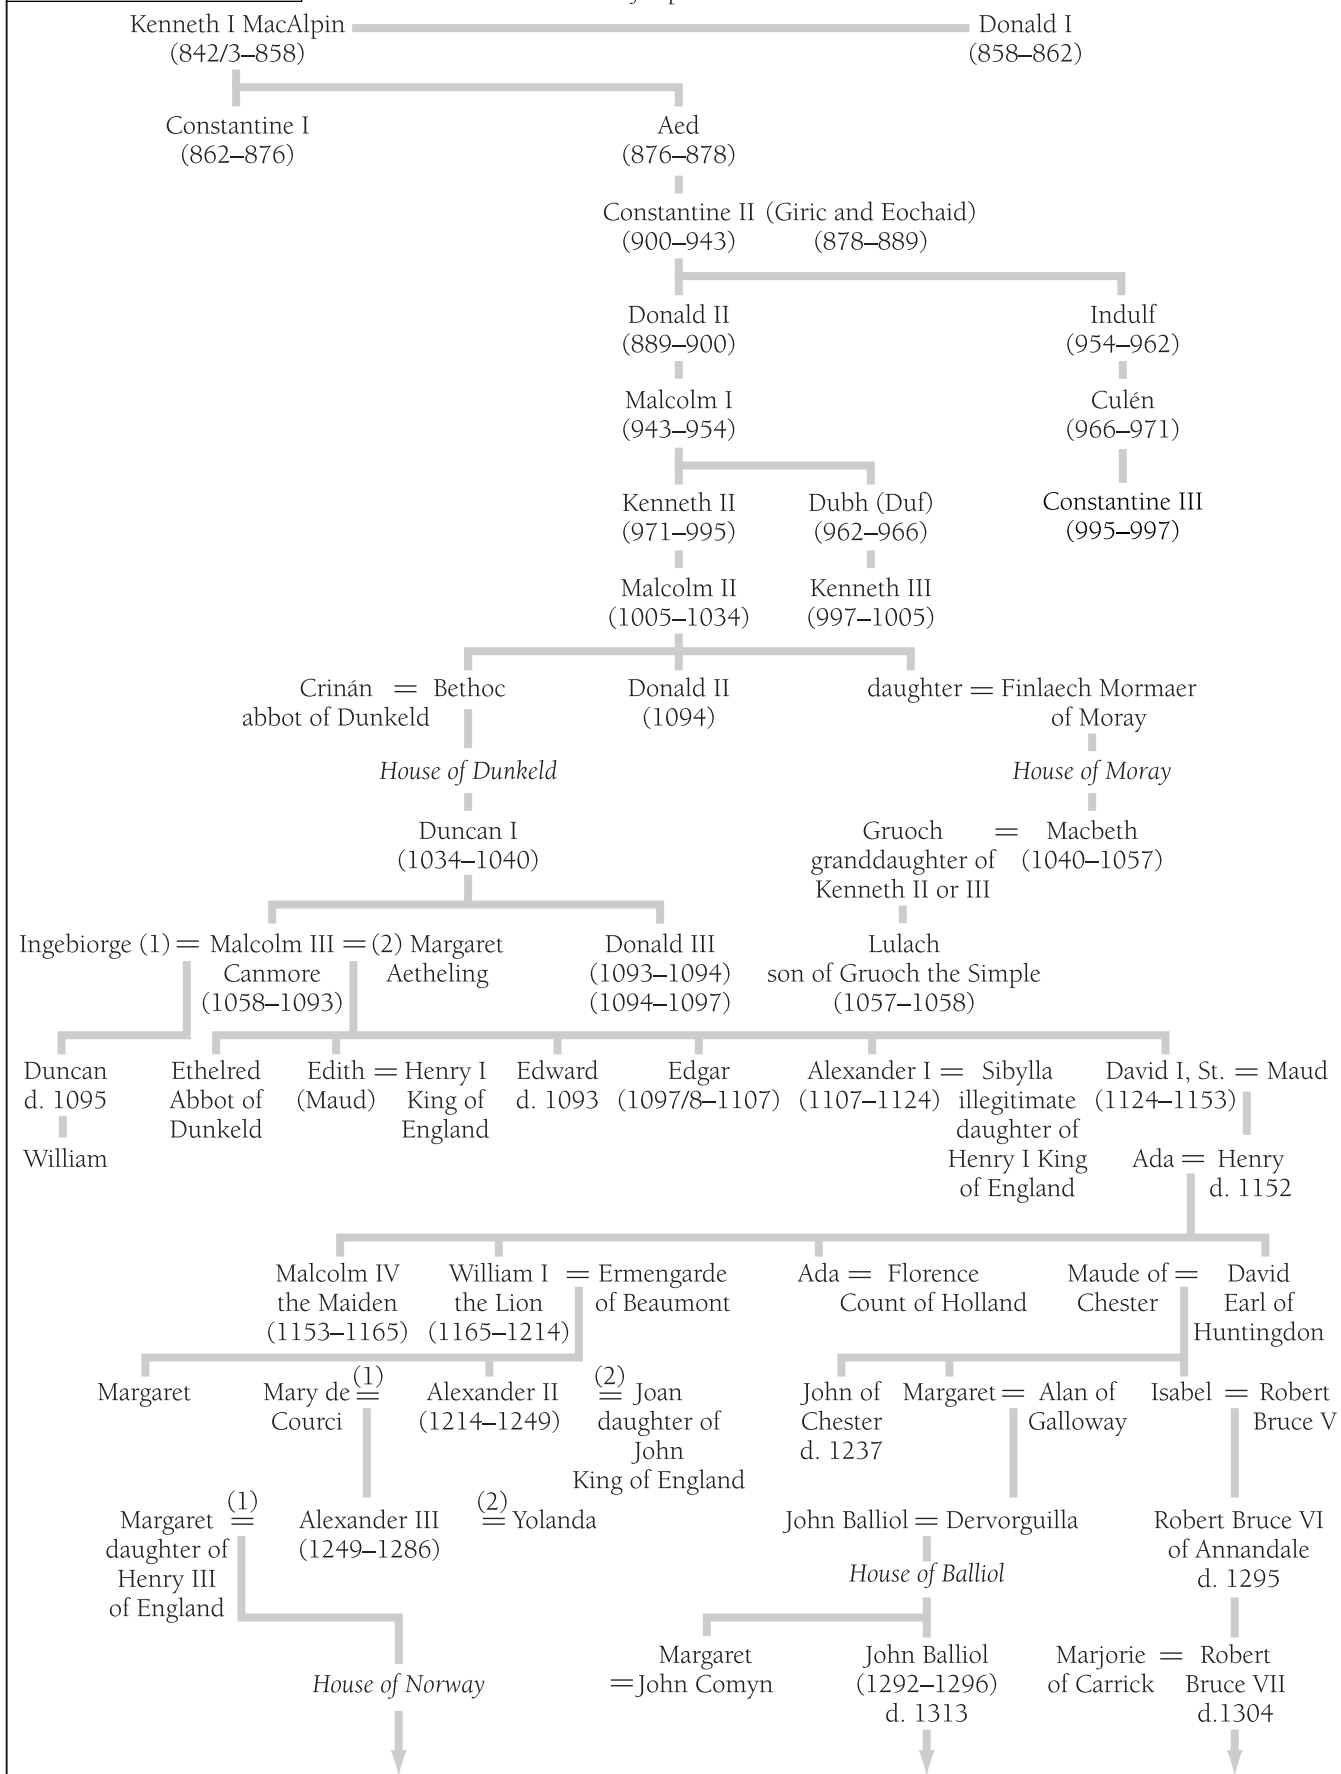 Kenneth I MacAlpin
(842/3–858)
Donald I
(858–862)
Constantine I
(862–876)
Aed
(876–878)
Constantine II
(900–943)
(Giric and Eochaid)
(878–889)
Donald II
(889–900)
Indulf
(954–962)
Malcolm I
(943–954)
Culén
(966–971)
Kenneth II
(971–995)
Dubh (Duf)
(962–966)
Constantine III
(995–997)
Malcolm II
(1005–1034)
Kenneth III
(997–1005)
Crinán = Bethoc
abbot of Dunkeld
Donald II
(1094)
daughter = Finlaech Mormaer
of Moray
House of Dunkeld
House of Moray
Duncan I
(1034–1040)
Gruoch =
granddaughter of
Kenneth II or III
Macbeth
(1040–1057)
Ingebiorge (1) =
Malcolm III
Canmore
(1058–1093)
= (2) Margaret
Aetheling
Donald III
(1093–1094)
(1094–1097)
Lulach
son of Gruoch the Simple
(1057–1058)
Duncan
d. 1095
William
Ethelred
Abbot of
Dunkeld
Edith =
(Maud)
Henry I
King of
England
Edward
d. 1093
Edgar
(1097/8–1107)
Alexander I =
(1107–1124)
Sibylla
illegitimate
daughter of
Henry I King
of England
David I, St. = Maud
(1124–1153)
Ada = Henry
d. 1152
Malcolm IV
the Maiden
(1153–1165)
William I =
the Lion
(1165–1214)
Ermengarde
of Beaumont
Ada = Florence
Count of Holland
Maude of =
Chester
David
Earl of
Huntingdon
Margaret
Mary de
Courci
(1)
=
Alexander II
(1214–1249)
(2)
= Joan
daughter of
John
King of England
John of
Chester
d. 1237
Margaret = Alan of
Galloway
Isabel = Robert
Bruce V
Margaret
daughter of
Henry III
of England
(1)
=
Alexander III
(1249–1286)
(2)
= Yolanda
John Balliol = Dervorguilla
Robert Bruce VI
of Annandale
d. 1295
House of Balliol
House of Norway
Margaret
= John Comyn
John Balliol
(1292–1296)
d. 1313
Marjorie =
of Carrick
Robert
Bruce VII
d.1304